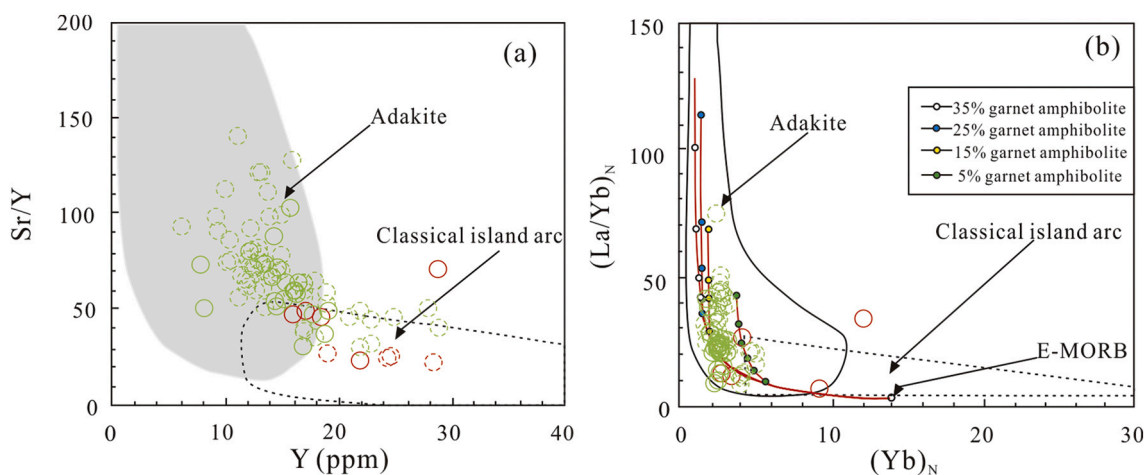 (a)
200
150
100
50
0
Sr/Y
Adakite
Classical island arc
0 10 20 30 40
Y (ppm)
(b)
150
100
50
0
(La/Yb)N
35% garnet amphibolite
25% garnet amphibolite
15% garnet amphibolite
5% garnet amphibolite
Adakite
Classical island arc
E-MORB
0 10 20 30
(Yb)N